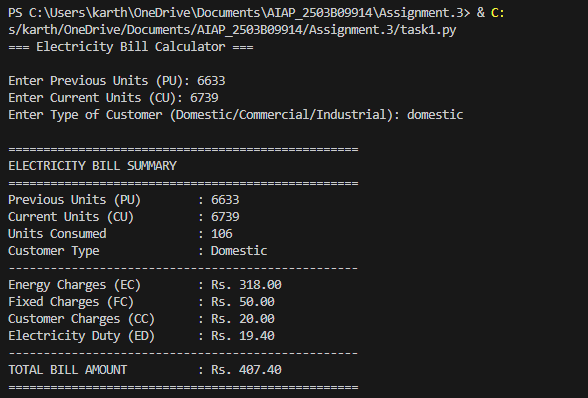 PS C:\Users\karth\OneDrive\Documents\AIAP_2503B09914\Assignment.3> & C:
s/karth/OneDrive/Documents/AIAP_2503B09914/Assignment.3/task1.py
=== Electricity Bill Calculator ===
Enter Previous Units (PU): 6633
Enter Current Units (CU): 6739
Enter Type of Customer (Domestic/Commercial/Industrial): domestic
==================================================
ELECTRICITY BILL SUMMARY
==================================================
Previous Units (PU)        : 6633
Current Units (CU)         : 6739
Units Consumed             : 106
Customer Type              : Domestic
--------------------------------------------------
Energy Charges (EC)        : Rs. 318.00
Fixed Charges (FC)         : Rs. 50.00
Customer Charges (CC)      : Rs. 20.00
Electricity Duty (ED)      : Rs. 19.40
--------------------------------------------------
TOTAL BILL AMOUNT          : Rs. 407.40
==================================================